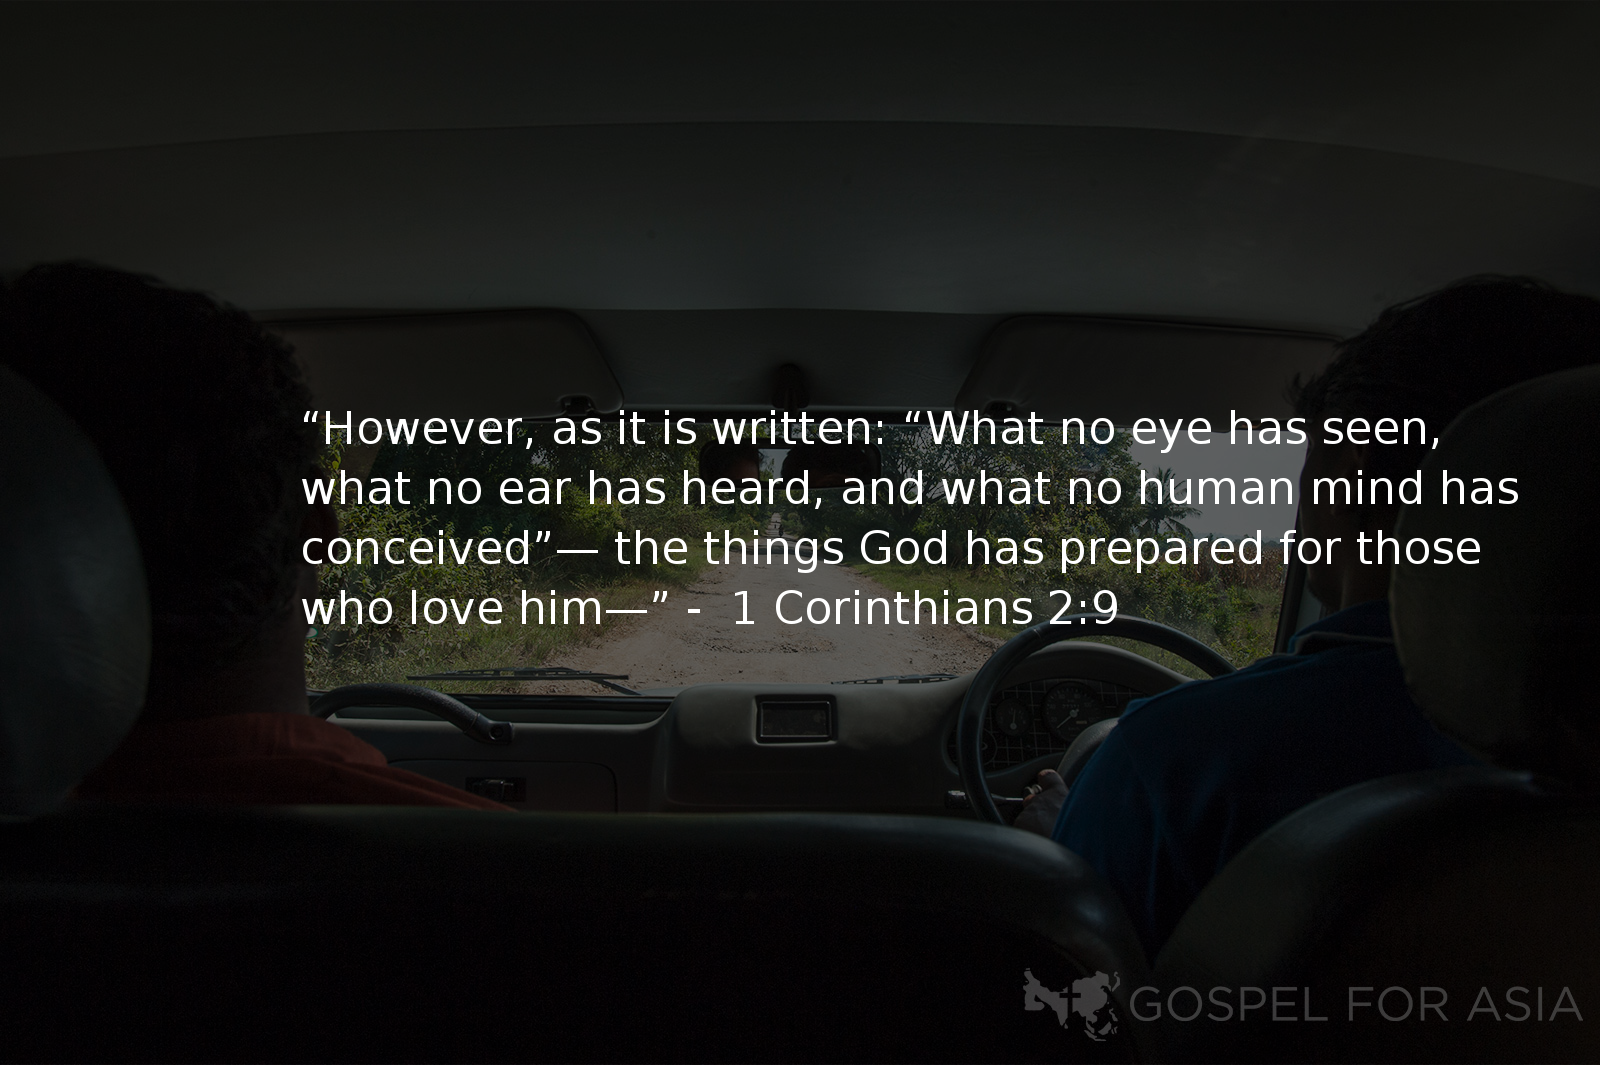 “However, as it is written: “What no eye has seen,
what no ear has heard, and what no human mind has
conceived”— the things God has prepared for those
who love him—” -  1 Corinthians 2:9
GOSPEL FOR ASIA